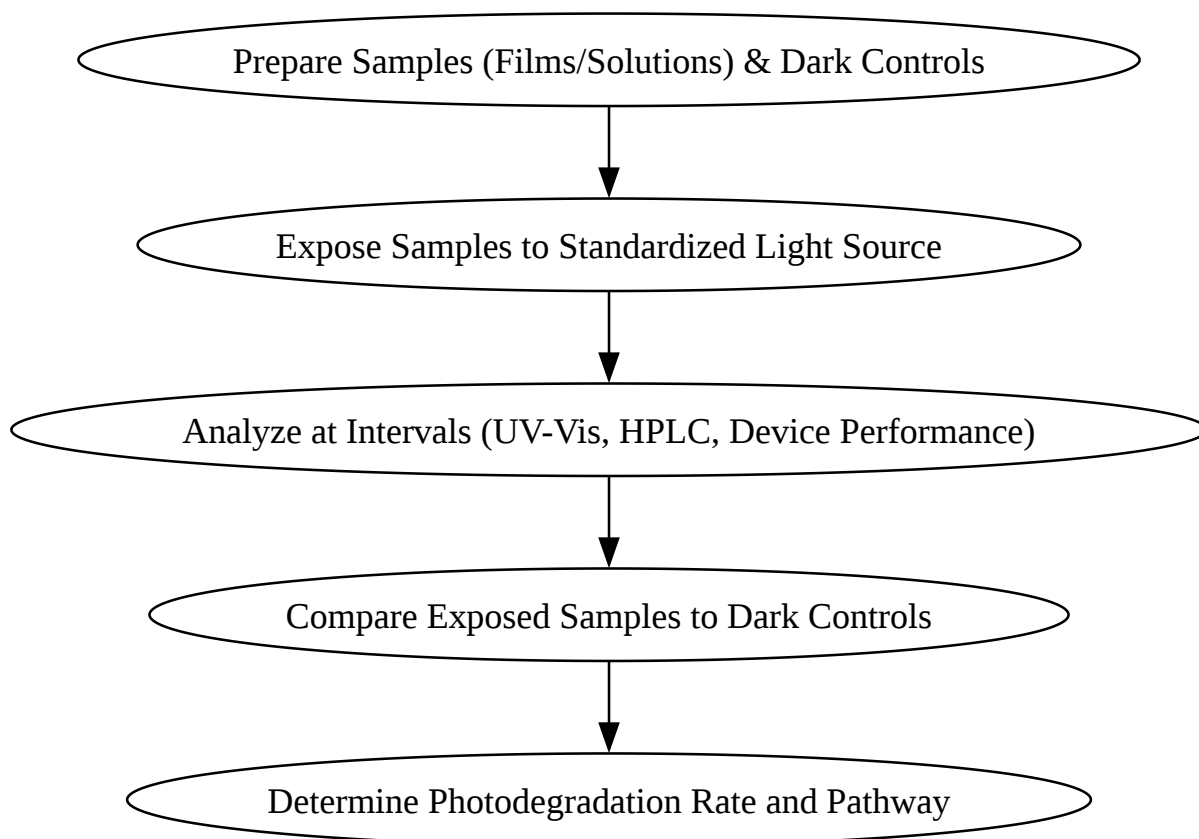 Prepare Samples (Films/Solutions) & Dark Controls
Expose Samples to Standardized Light Source
Analyze at Intervals (UV-Vis, HPLC, Device Performance)
Compare Exposed Samples to Dark Controls
Determine Photodegradation Rate and Pathway